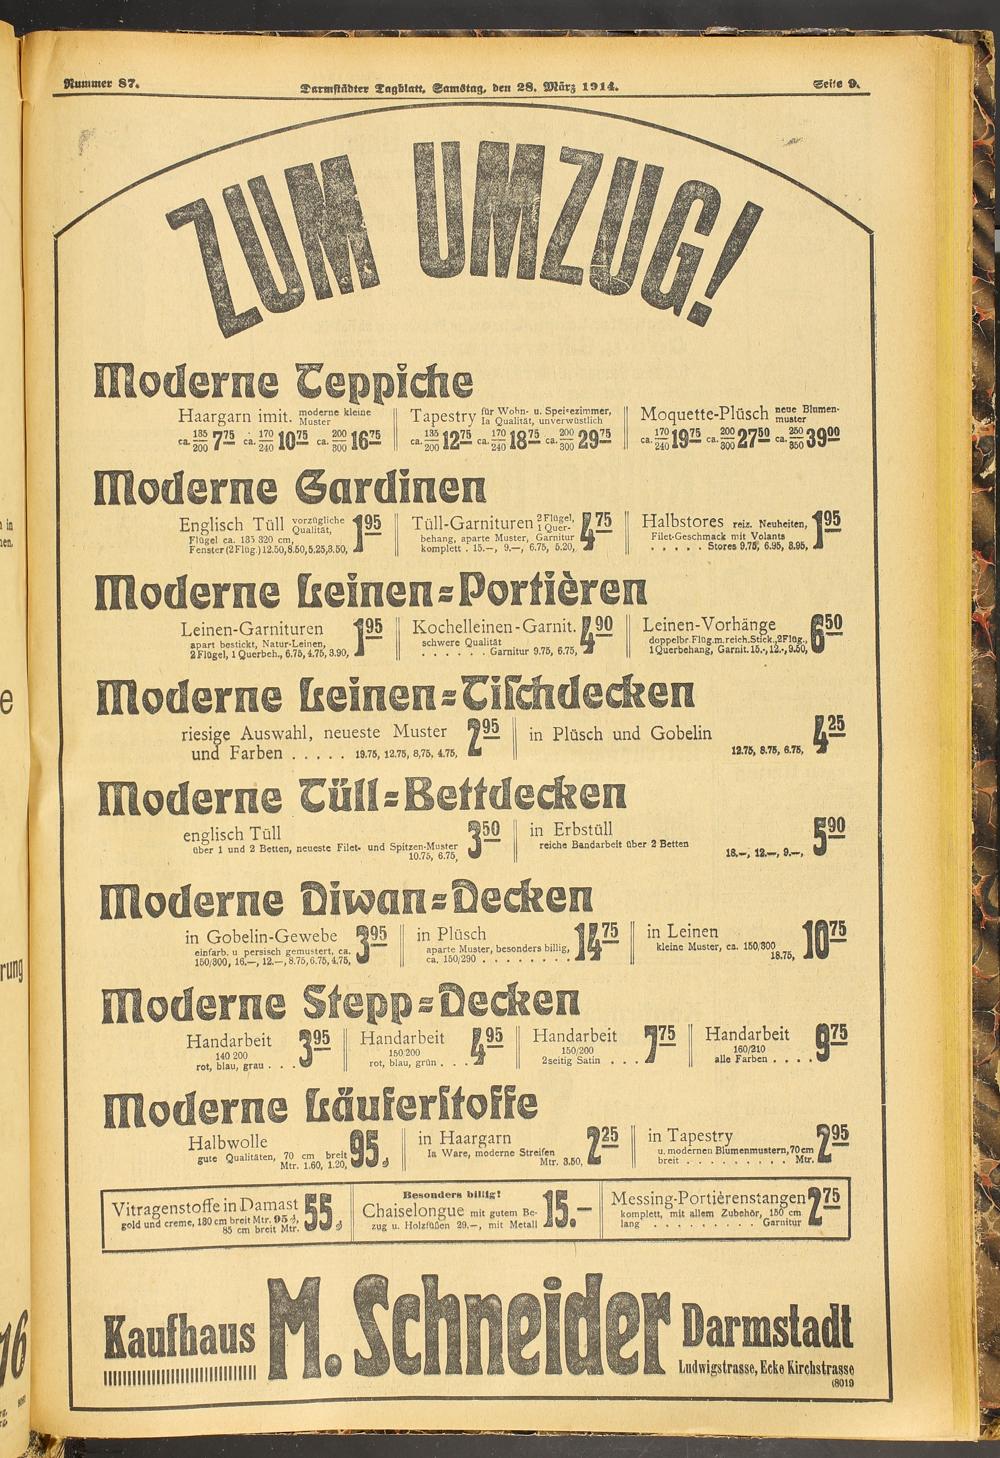 Nummer 87.
Darmstädter Tagblatt, Samstag, den 28. März 1914.
Seite 9.
ZUM UMZUG!
Moderne Teppiche
Haargarn imit. moderne kleine Muster
ca. 135/200 7 75 ca. 170/240 10 75 ca. 200/300 16 75
Tapestry für Wohn- u. Speisezimmer, Ia Qualität, unverwüstlich
ca. 135/200 12 75 ca. 170/240 18 75 ca. 200/300 29 75
Moquette-Plüsch neue Blumenmuster
ca. 170/240 19 75 ca. 200/300 27 50 ca. 250/350 39 00
Moderne Gardinen
Englisch Tüll vorzügliche Qualität,
Flügel ca. 135 320 cm,
Fenster (2 Flüg.) 12.50, 8.50, 5.25, 3.50, 1 95
Tüll-Garnituren 2 Flügel, 1 Quer-
behang, aparte Muster, Garnitur
komplett . 15.—, 9.—, 6.75, 5.20, 4 75
Halbstores reiz. Neuheiten,
Filet-Geschmack mit Volants
. . . . . Stores 9.75, 6.95, 3.95, 1 95
Moderne Leinen=Portièren
Leinen-Garnituren
apart bestickt, Natur-Leinen,
2 Flügel, 1 Querbeh., 6.75, 4.75, 3.90, 1 95
Kochelleinen-Garnit.
schwere Qualität
. . . . . . Garnitur 9.75, 6.75, 4 90
Leinen-Vorhänge
doppelbr. Flüg. m. reich. Stick., 2 Flüg.,
1 Querbehang, Garnit. 15.-, 12.-, 9.50, 6 50
Moderne Leinen=Tischdecken
riesige Auswahl, neueste Muster
und Farben . . . . . 19.75, 12.75, 8,75, 4.75, 2 95
in Plüsch und Gobelin
12.75, 8.75, 6.75, 4 25
Moderne Tüll=Bettdecken
englisch Tüll
über 1 und 2 Betten, neueste Filet- und Spitzen-Muster
10.75, 6.75, 3 50
in Erbstüll
reiche Bandarbeit über 2 Betten
18.—, 12.—, 9.—, 5 90
Moderne Diwan=Decken
in Gobelin-Gewebe
einfarb. u. persisch gemustert, ca.
150/300, 16.—, 12.—, 8.75, 6.75, 4,75, 3 95
in Plüsch
aparte Muster, besonders billig,
ca. 150/290 . . . . . . . . 14 75
in Leinen
kleine Muster, ca. 150/300
18.75, 10 75
Moderne Stepp=Decken
Handarbeit
140 200
rot, blau, grau . . . 3 95
Handarbeit
150 200
rot, blau, grün . . . 4 95
Handarbeit
150/200
2seitig Satin . . . 7 75
Handarbeit
160/210
alle Farben . . . . 9 75
Moderne Läuferstoffe
Halbwolle
gute Qualitäten, 70 cm breit
Mtr. 1.60, 1.20, 95 ₰
in Haargarn
Ia Ware, moderne Streifen
Mtr. 3.50, 2 25
in Tapestry
u. modernen Blumenmustern, 70 cm
breit . . . . . . . . . Mtr. 2 95
Vitragenstoffe in Damast
gold und creme, 130 cm breit Mtr. 95 ₰,
85 cm breit Mtr. 55 ₰
Besonders billig!
Chaiselongue mit gutem Be-
zug u. Holzfüßen 29.—, mit Metall 15.—
Messing-Portièrenstangen
komplett, mit allem Zubehör, 150 cm
lang . . . . . . . . Garnitur 2 75
Kaufhaus M. Schneider Darmstadt
Ludwigstrasse, Ecke Kirchstrasse
(8019